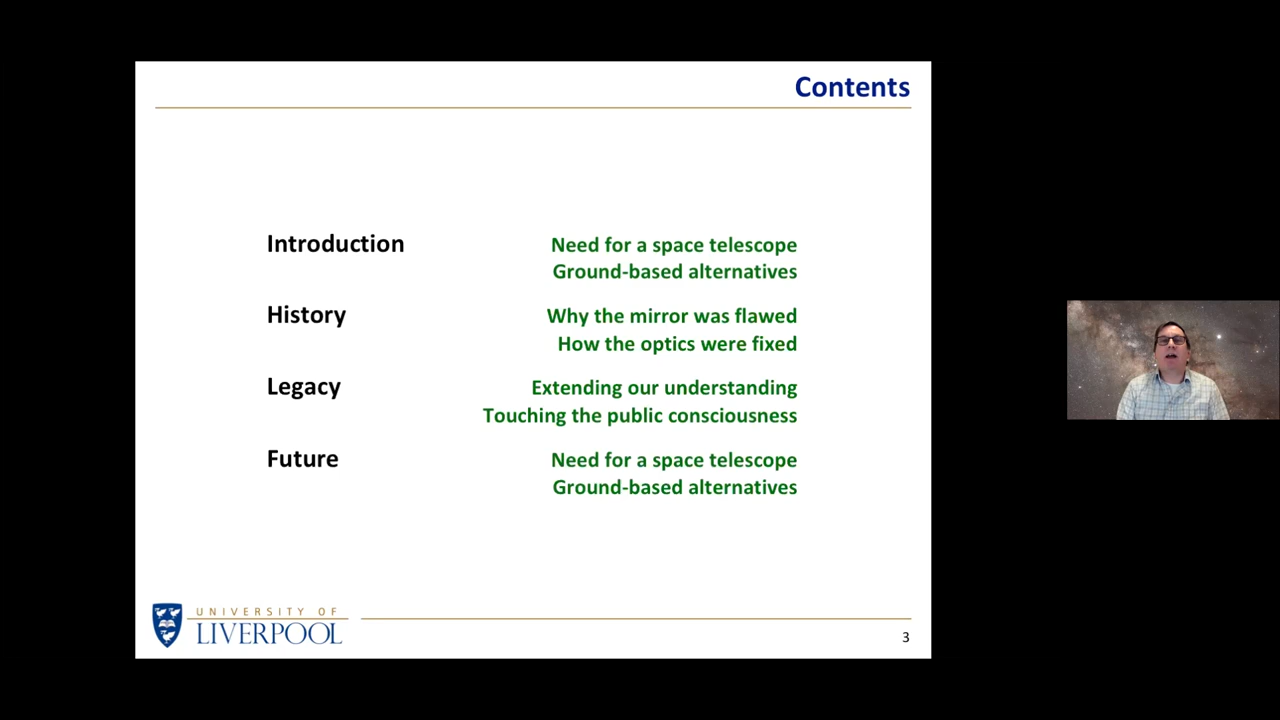 Contents
Introduction Need for a space telescope
Ground-based alternatives
History Why the mirror was flawed
How the optics were fixed
Legacy Extending our understanding
Touching the public consciousness
Future Need for a space telescope
Ground-based alternatives
UNIVERSITY OF
LIVERPOOL
3